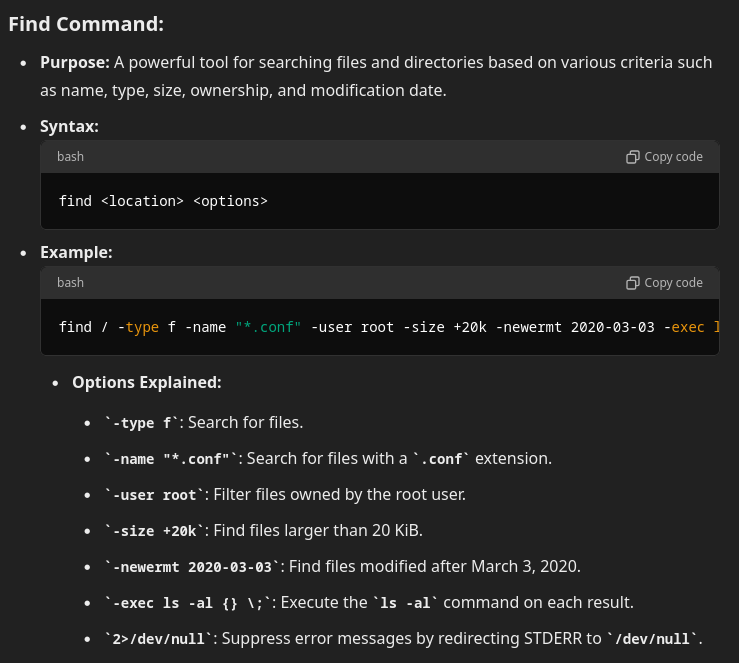 Find Command:
• Purpose: A powerful tool for searching files and directories based on various criteria such
as name, type, size, ownership, and modification date.
• Syntax:
bash Copy code
find <location> <options>
• Example:
bash Copy code
find / -type f -name "*.conf" -user root -size +20k -newermt 2020-03-03 -exec l
• Options Explained:
• `-type f`: Search for files.
• `-name "*.conf"`: Search for files with a `.conf` extension.
• `-user root`: Filter files owned by the root user.
• `-size +20k`: Find files larger than 20 KiB.
• `-newermt 2020-03-03`: Find files modified after March 3, 2020.
• `-exec ls -al {} \;`: Execute the `ls -al` command on each result.
• `2>/dev/null`: Suppress error messages by redirecting STDERR to `/dev/null`.